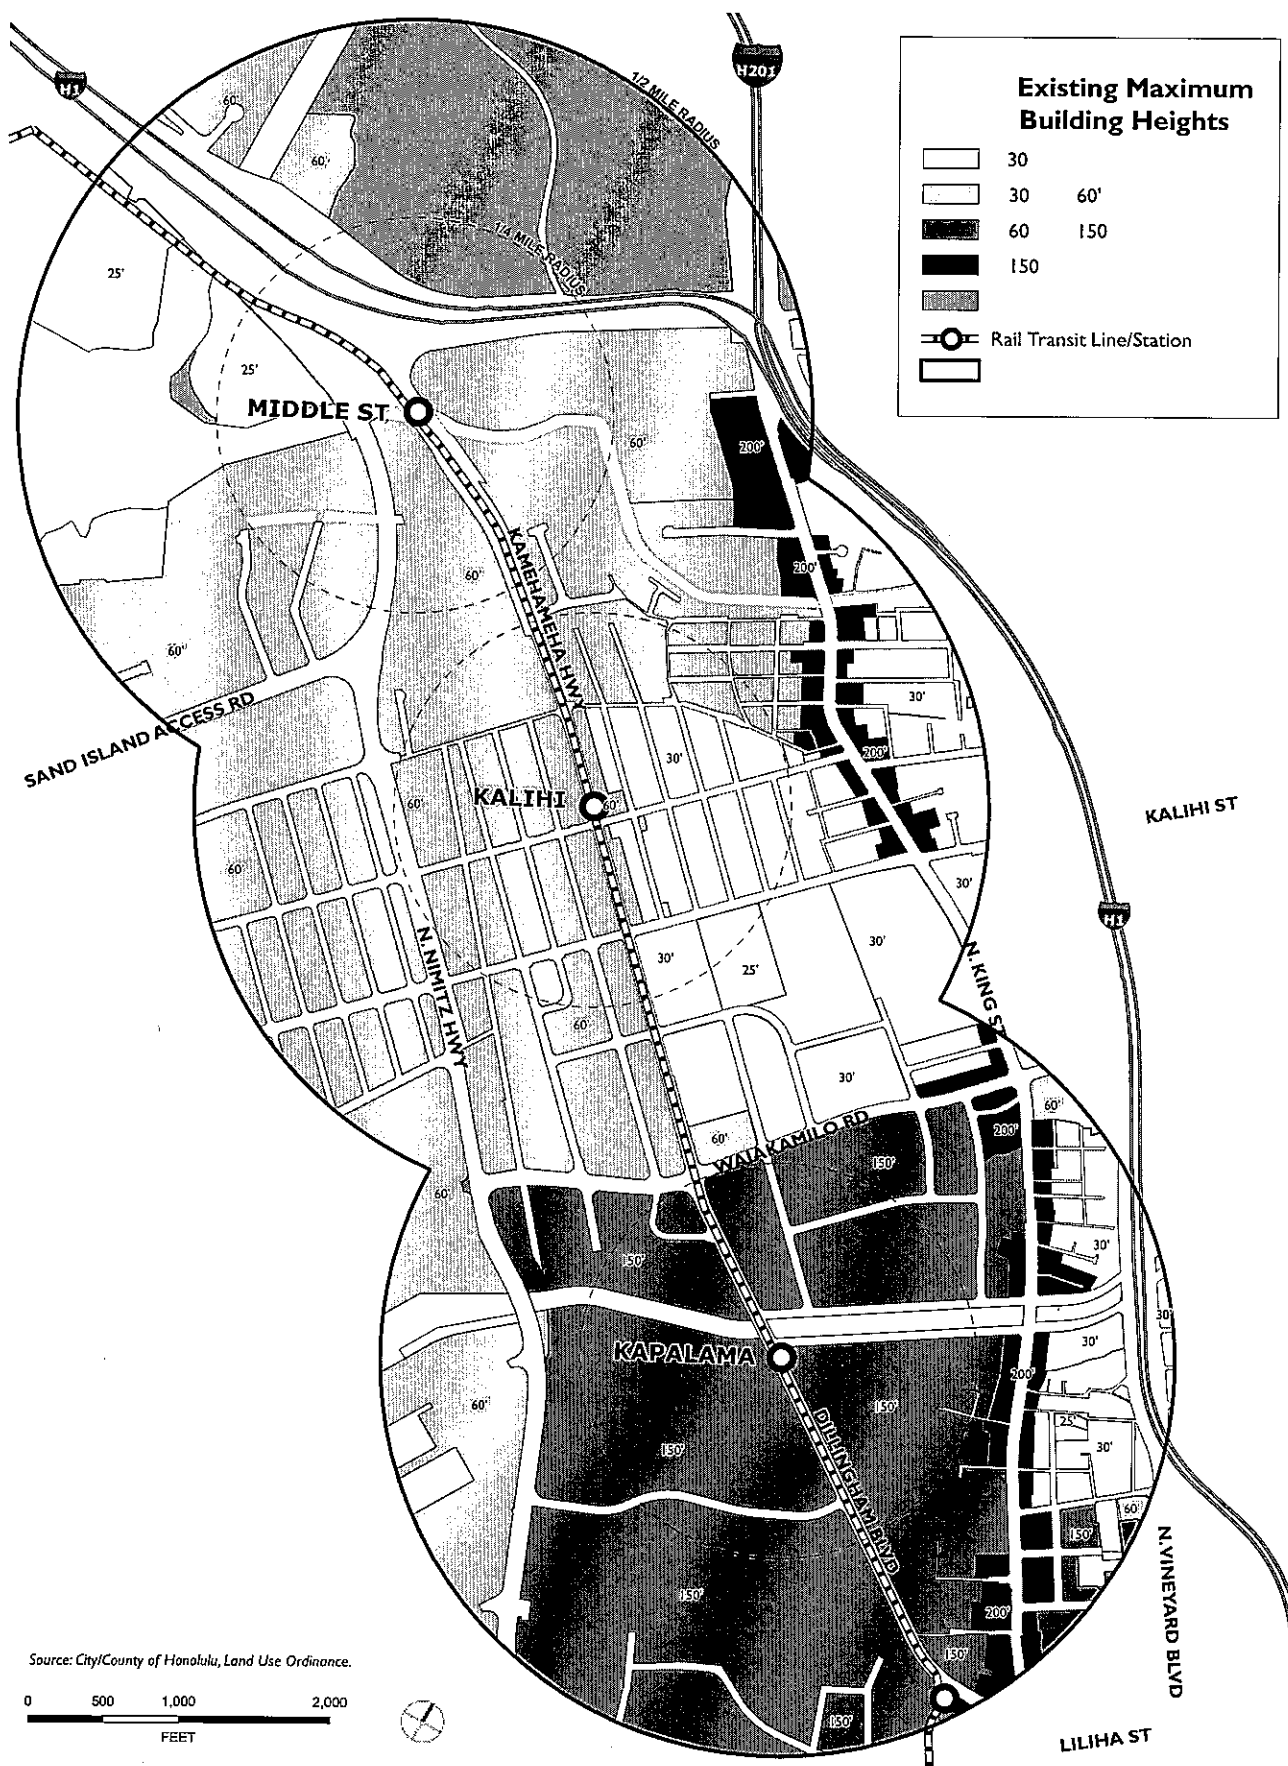 H1
H201
1/2 MILE RADIUS
Existing Maximum
Building Heights
30
30 60'
60 150
150
Rail Transit Line/Station
60'
60'
1/4 MILE RADIUS
25'
25'
MIDDLE ST
60'
200'
KAMEHAMEHA HWY
60'
200'
60'
30'
SAND ISLAND ACCESS RD
200'
30'
KALIHI
60'
60'
KALIHI ST
60'
30'
H1
N. NIMITZ HWY
30'
30'
25'
N. KING ST
60'
30'
60'
60'
200'
WAIAKAMILO RD
150'
60'
30'
150'
30'
30'
KAPALAMA
200'
60'
150'
25'
DILLINGHAM BLVD
30'
150'
60'
150'
N. VINEYARD BLVD
150'
200'
150'
Source: City/County of Honolulu, Land Use Ordinance.
0 500 1,000 2,000
FEET
150'
LILIHA ST